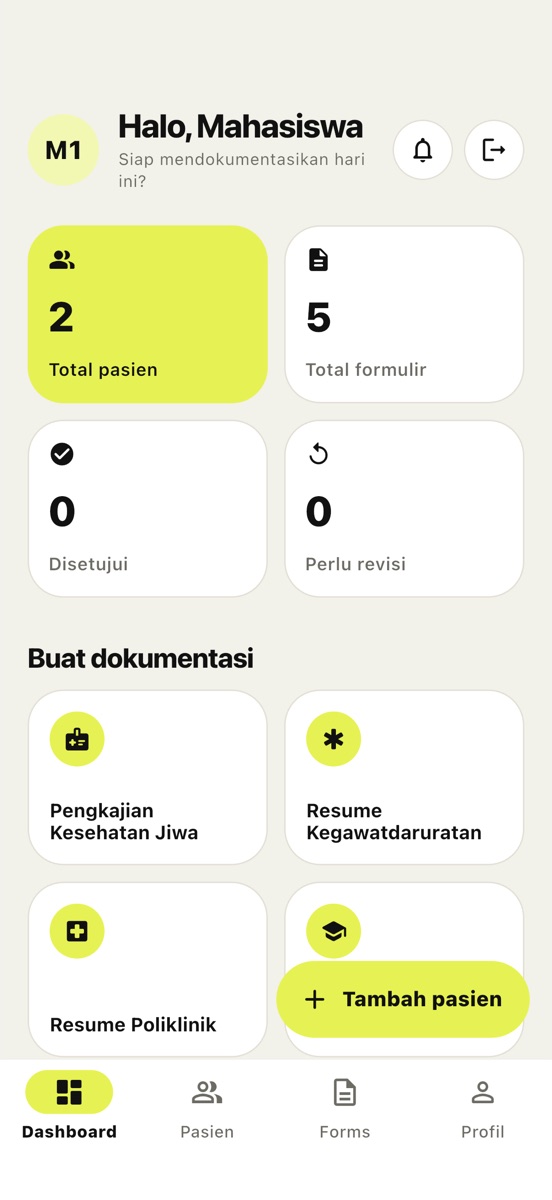 M1
Halo, Mahasiswa
Siap mendokumentasikan hari
ini?
2
Total pasien
5
Total formulir
0
Disetujui
0
Perlu revisi
Buat dokumentasi
Pengkajian
Kesehatan Jiwa
Resume
Kegawatdaruratan
Resume Poliklinik
Tambah pasien
Dashboard
Pasien
Forms
Profil